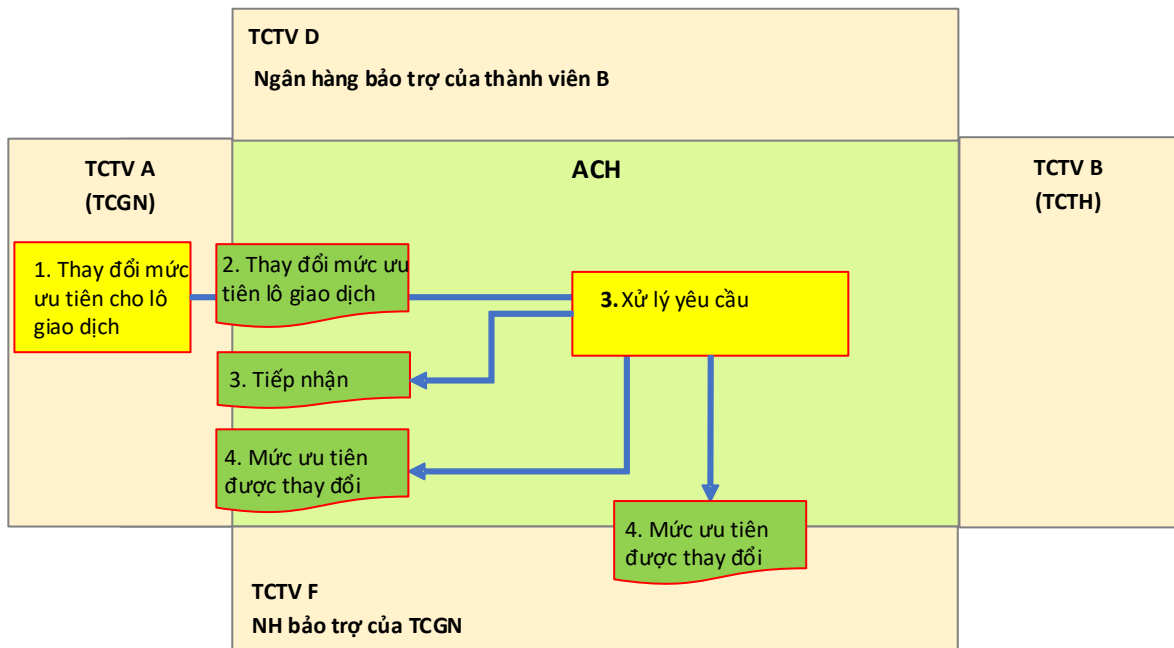 TCTV D
Ngân hàng bảo trợ của thành viên B
TCTV A
(TCGN)
ACH
TCTV B
(TCTH)
1. Thay đổi mức
ưu tiên cho lô
giao dịch
2. Thay đổi mức ưu
tiên lô giao dịch
3. Xử lý yêu cầu
3. Tiếp nhận
4. Mức ưu tiên
được thay đổi
4. Mức ưu tiên
được thay đổi
TCTV F
NH bảo trợ của TCGN